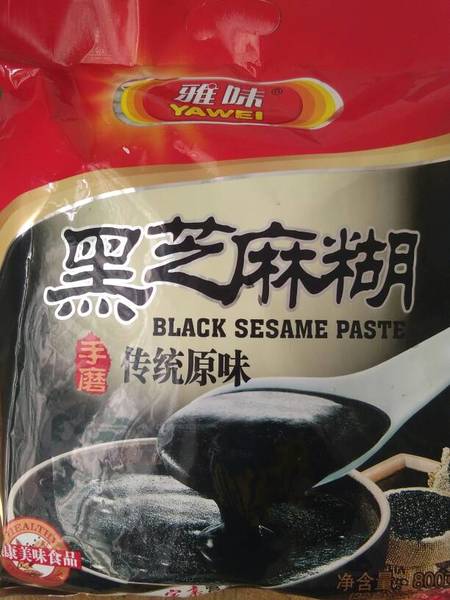 雅味®
YAWEI
黑芝麻糊
BLACK SESAME PASTE
手磨
传统原味
HEALTHY
康美味食品
净含量: 800